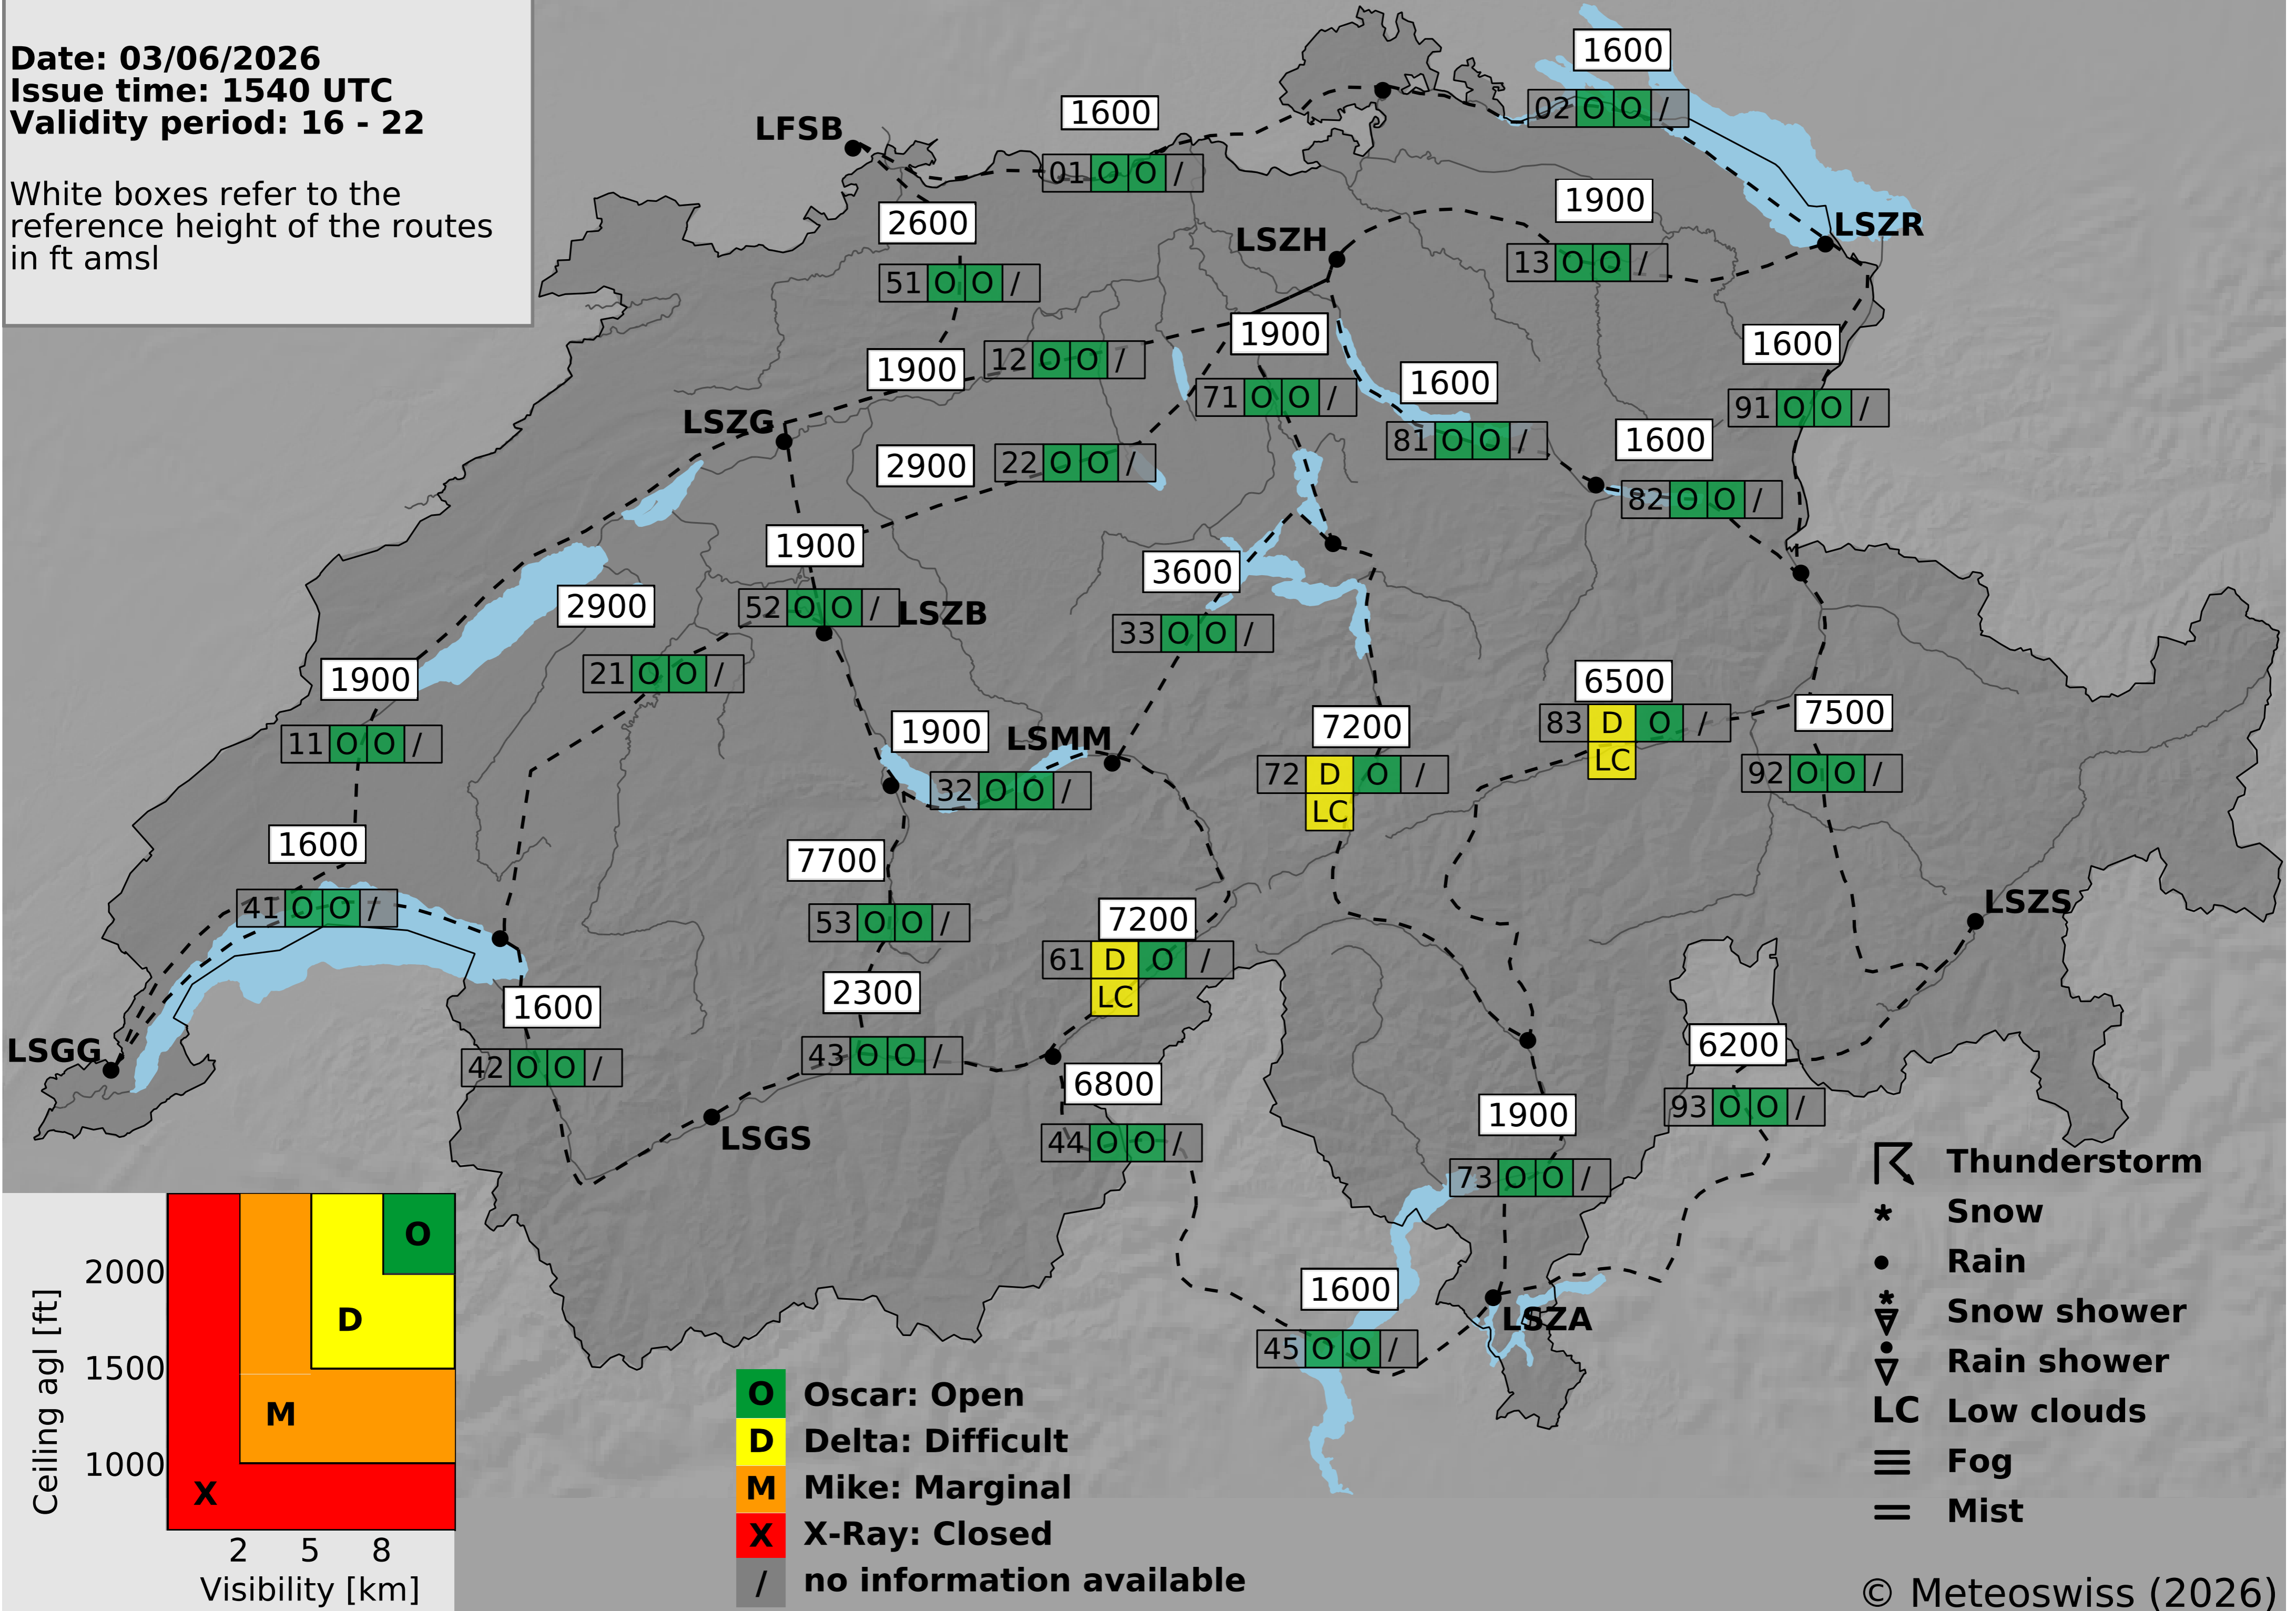 Date: 03/06/2026
Issue time: 1540 UTC
Validity period: 16 - 22
White boxes refer to the
reference height of the routes
in ft amsl
1600
02 O O /
LFSB
1600
01 O O /
2600
51 O O /
LSZH
1900
13 O O /
LSZR
1900
12 O O /
1900
71 O O /
1600
81 O O /
1600
91 O O /
LSZG
2900
22 O O /
1600
82 O O /
1900
52 O O /
LSZB
2900
21 O O /
3600
33 O O /
1900
11 O O /
1900
32 O O /
LSMM
7200
72 D O /
LC
6500
83 D O /
LC
7500
92 O O /
1600
41 O O /
7700
53 O O /
7200
61 D O /
LC
LSZS
LSGG
1600
42 O O /
2300
43 O O /
6800
44 O O /
6200
93 O O /
LSGS
1900
73 O O /
1600
45 O O /
LSZA
Ceiling agl [ft]
2000
1500
1000
O
D
M
X
2 5 8
Visibility [km]
O Oscar: Open
D Delta: Difficult
M Mike: Marginal
X X-Ray: Closed
/ no information available
Thunderstorm
Snow
Rain
Snow shower
Rain shower
LC Low clouds
Fog
Mist
© Meteoswiss (2026)